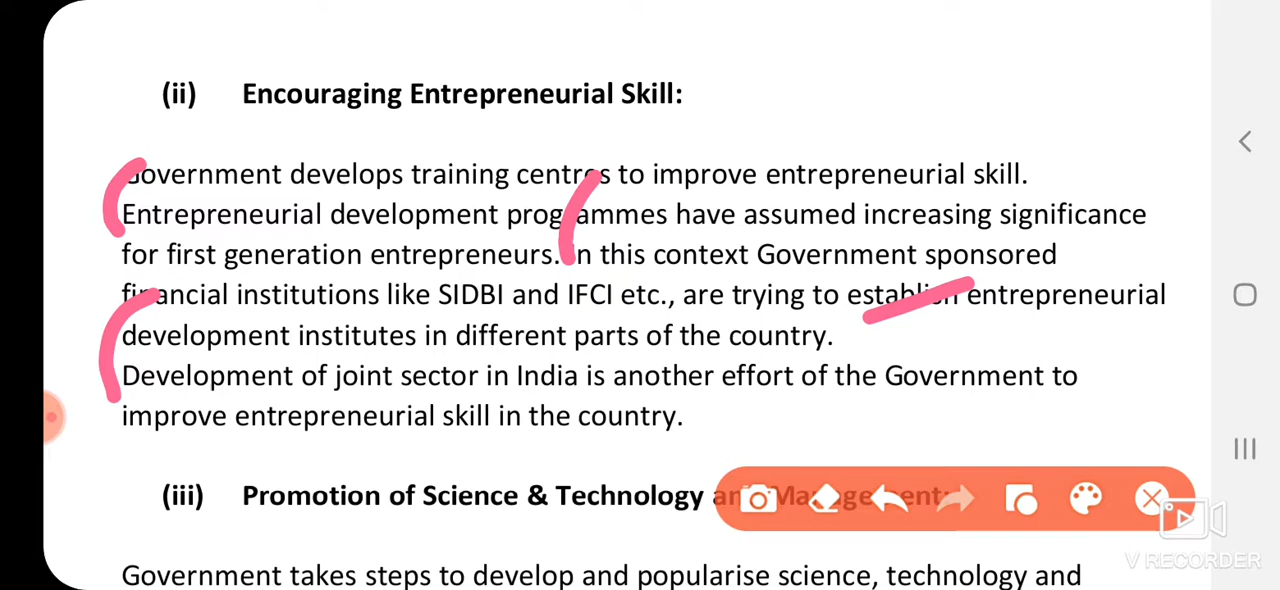 (ii) Encouraging Entrepreneurial Skill:
Government develops training centres to improve entrepreneurial skill.
Entrepreneurial development programmes have assumed increasing significance
for first generation entrepreneurs. In this context Government sponsored
financial institutions like SIDBI and IFCI etc., are trying to establish entrepreneurial
development institutes in different parts of the country.
Development of joint sector in India is another effort of the Government to
improve entrepreneurial skill in the country.
(iii) Promotion of Science & Technology and Management:
Government takes steps to develop and popularise science, technology and
V RECORDER